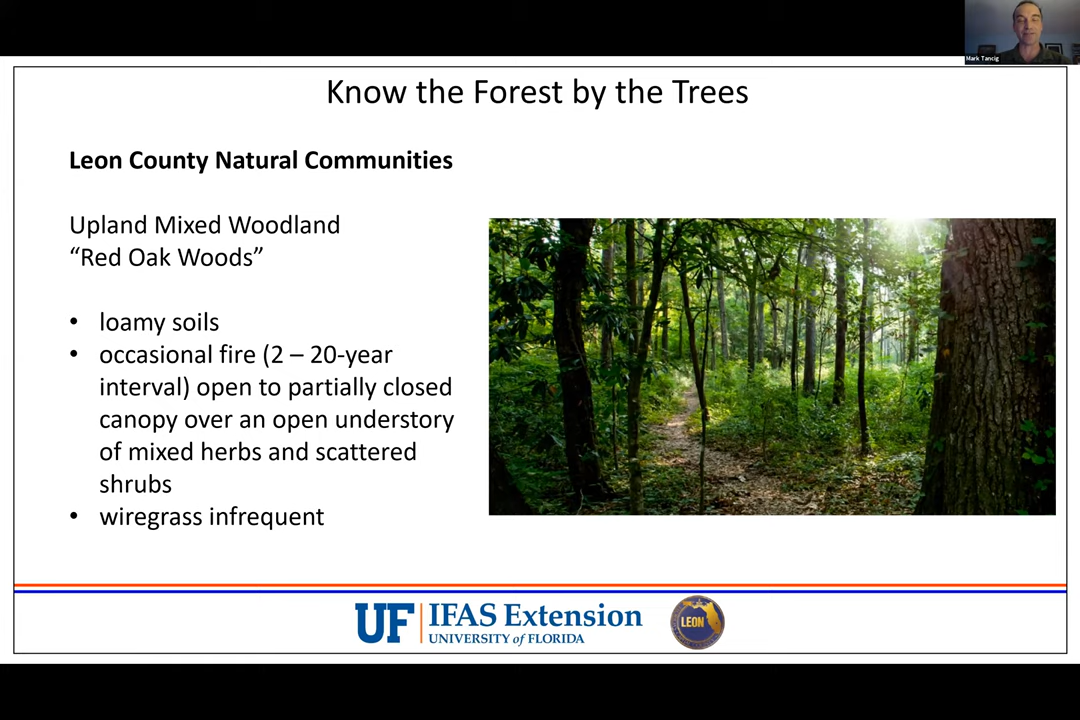 Mark Tancig
Know the Forest by the Trees
Leon County Natural Communities
Upland Mixed Woodland
“Red Oak Woods”
• loamy soils
• occasional fire (2 – 20-year
interval) open to partially closed
canopy over an open understory
of mixed herbs and scattered
shrubs
• wiregrass infrequent
UF IFAS Extension
UNIVERSITY of FLORIDA
LEON